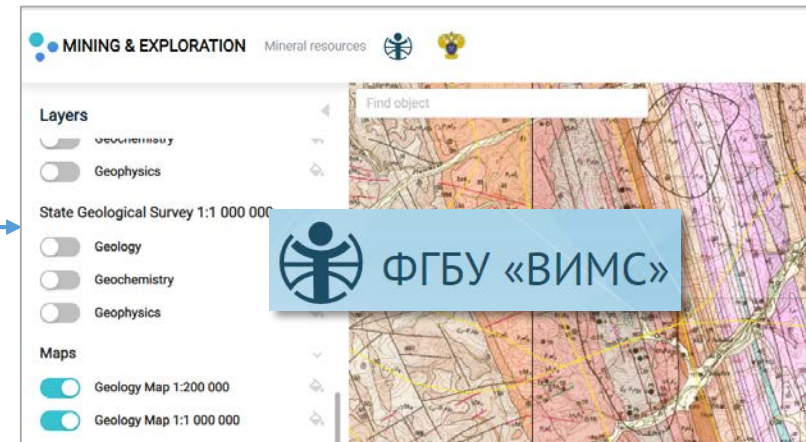 MINING & EXPLORATION Mineral resources
Layers
Find object
Geochemistry
Geophysics
State Geological Survey 1:1 000 000
Geology
Geochemistry
Geophysics
ФГБУ «ВИМС»
Maps
Geology Map 1:200 000
Geology Map 1:1 000 000